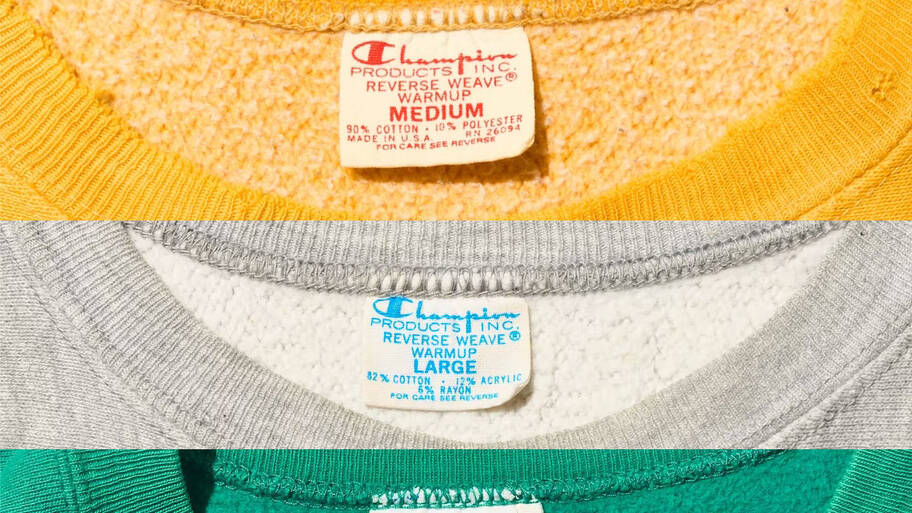 Champion
PRODUCTS INC.
REVERSE WEAVE®
WARMUP
MEDIUM
90% COTTON · 10% POLYESTER
MADE IN U.S.A. RN 26094
FOR CARE SEE REVERSE
Champion
PRODUCTS INC.
REVERSE WEAVE®
WARMUP
LARGE
82% COTTON · 12% ACRYLIC
6% RAYON
FOR CARE SEE REVERSE